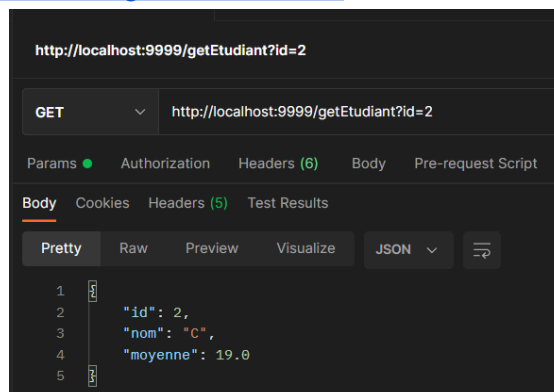 http://localhost:9999/getEtudiant?id=2
GET http://localhost:9999/getEtudiant?id=2
Params Authorization Headers (6) Body Pre-request Script
Body Cookies Headers (5) Test Results
Pretty Raw Preview Visualize JSON
1 {
2 "id": 2,
3 "nom": "C",
4 "moyenne": 19.0
5 }